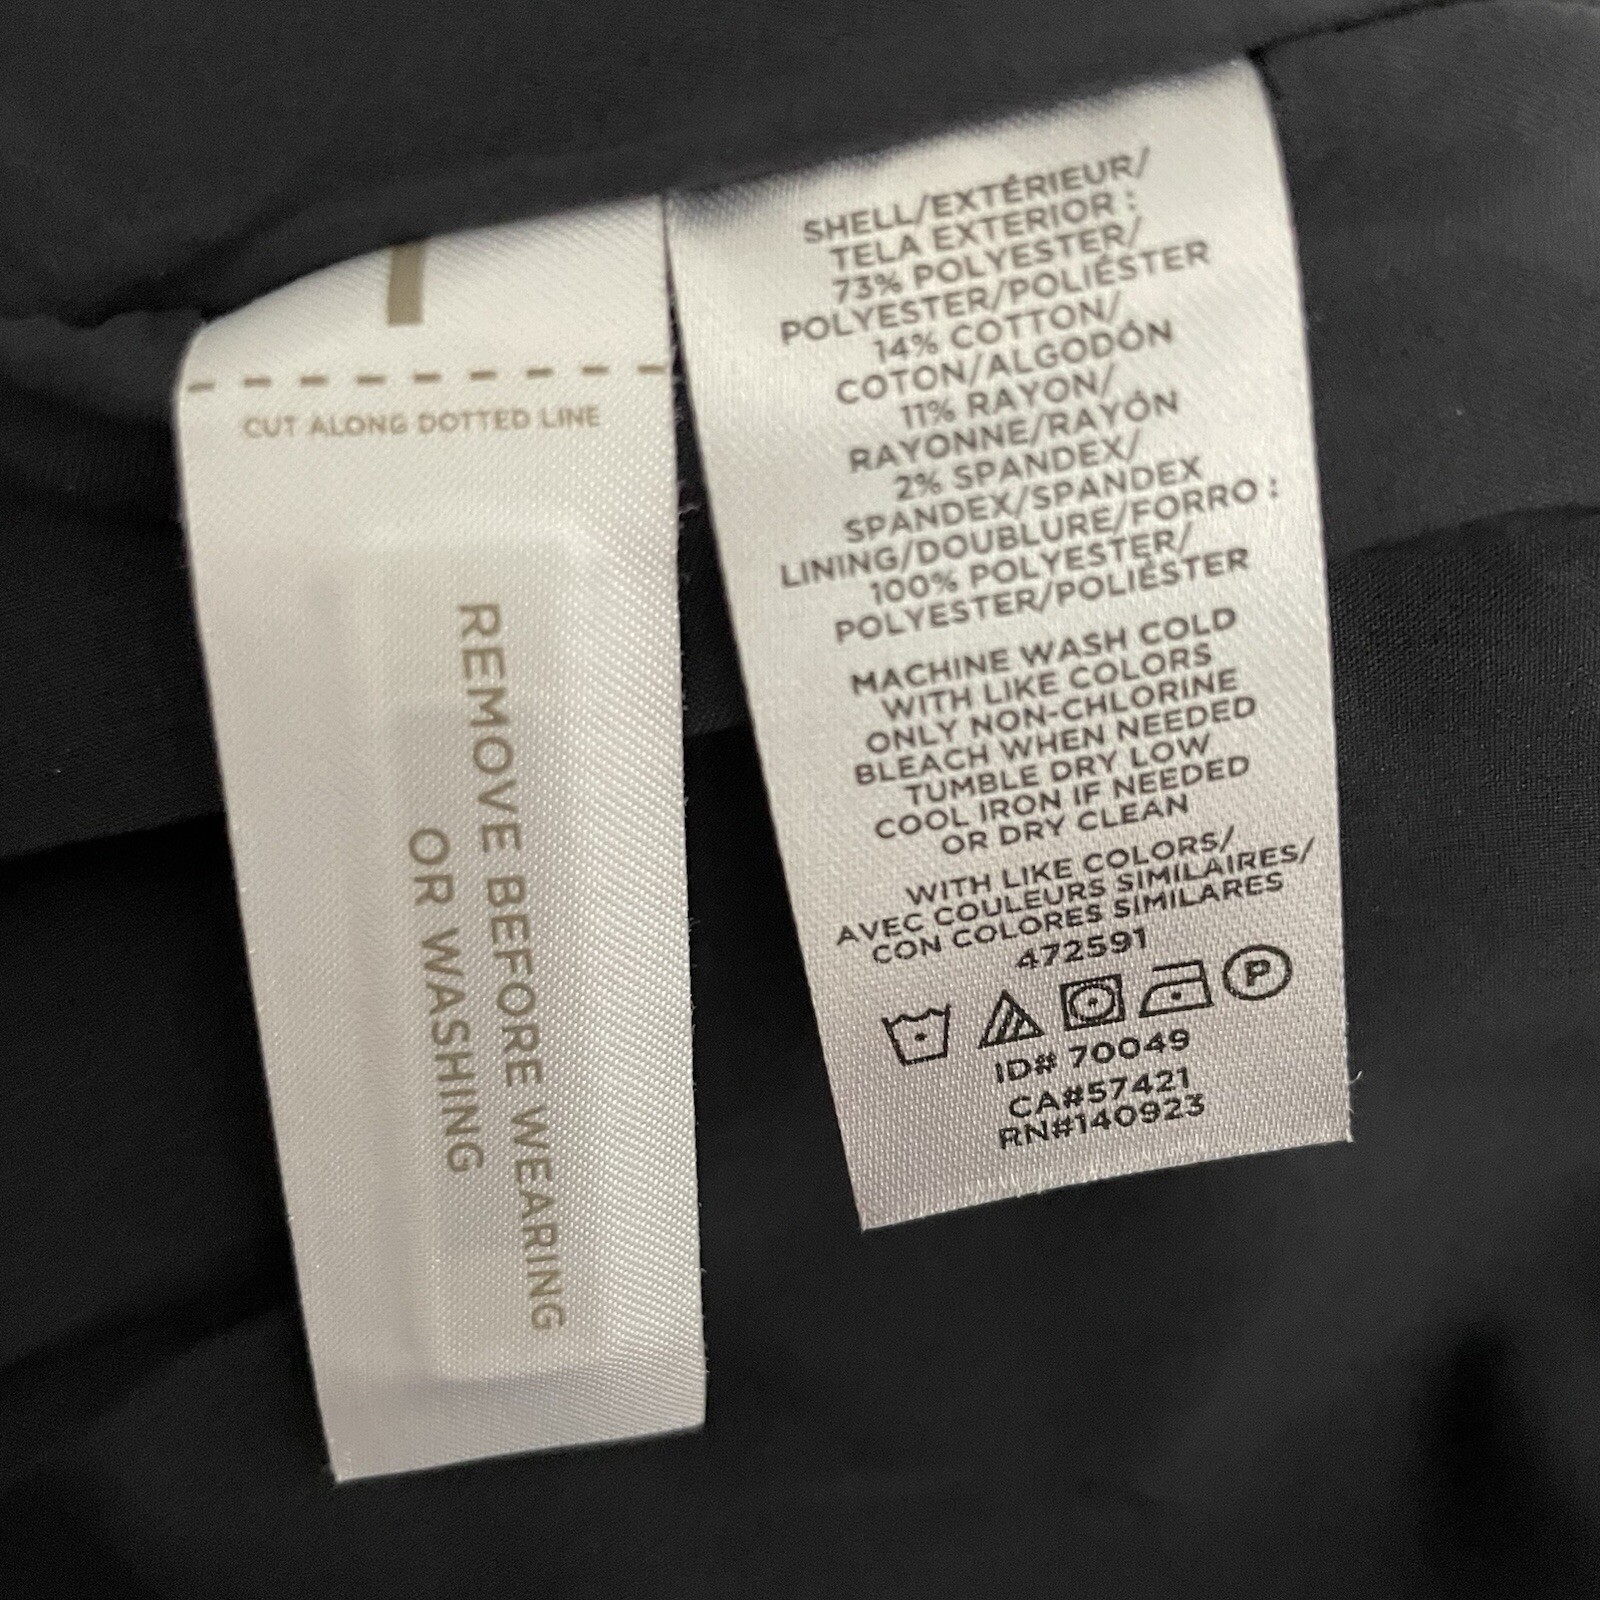 CUT ALONG DOTTED LINE
REMOVE BEFORE WEARING
OR WASHING
SHELL/EXTÉRIEUR/
TELA EXTERIOR :
73% POLYESTER/
POLYESTER/POLIÉSTER
14% COTTON/
COTON/ALGODÓN
11% RAYON/
RAYONNE/RAYÓN
2% SPANDEX/
SPANDEX/SPANDEX
LINING/DOUBLURE/FORRO :
100% POLYESTER/
POLYESTER/POLIÉSTER
MACHINE WASH COLD
WITH LIKE COLORS
ONLY NON-CHLORINE
BLEACH WHEN NEEDED
TUMBLE DRY LOW
COOL IRON IF NEEDED
OR DRY CLEAN
WITH LIKE COLORS/
AVEC COULEURS SIMILAIRES/
CON COLORES SIMILARES
472591
P
ID# 70049
CA#57421
RN#140923